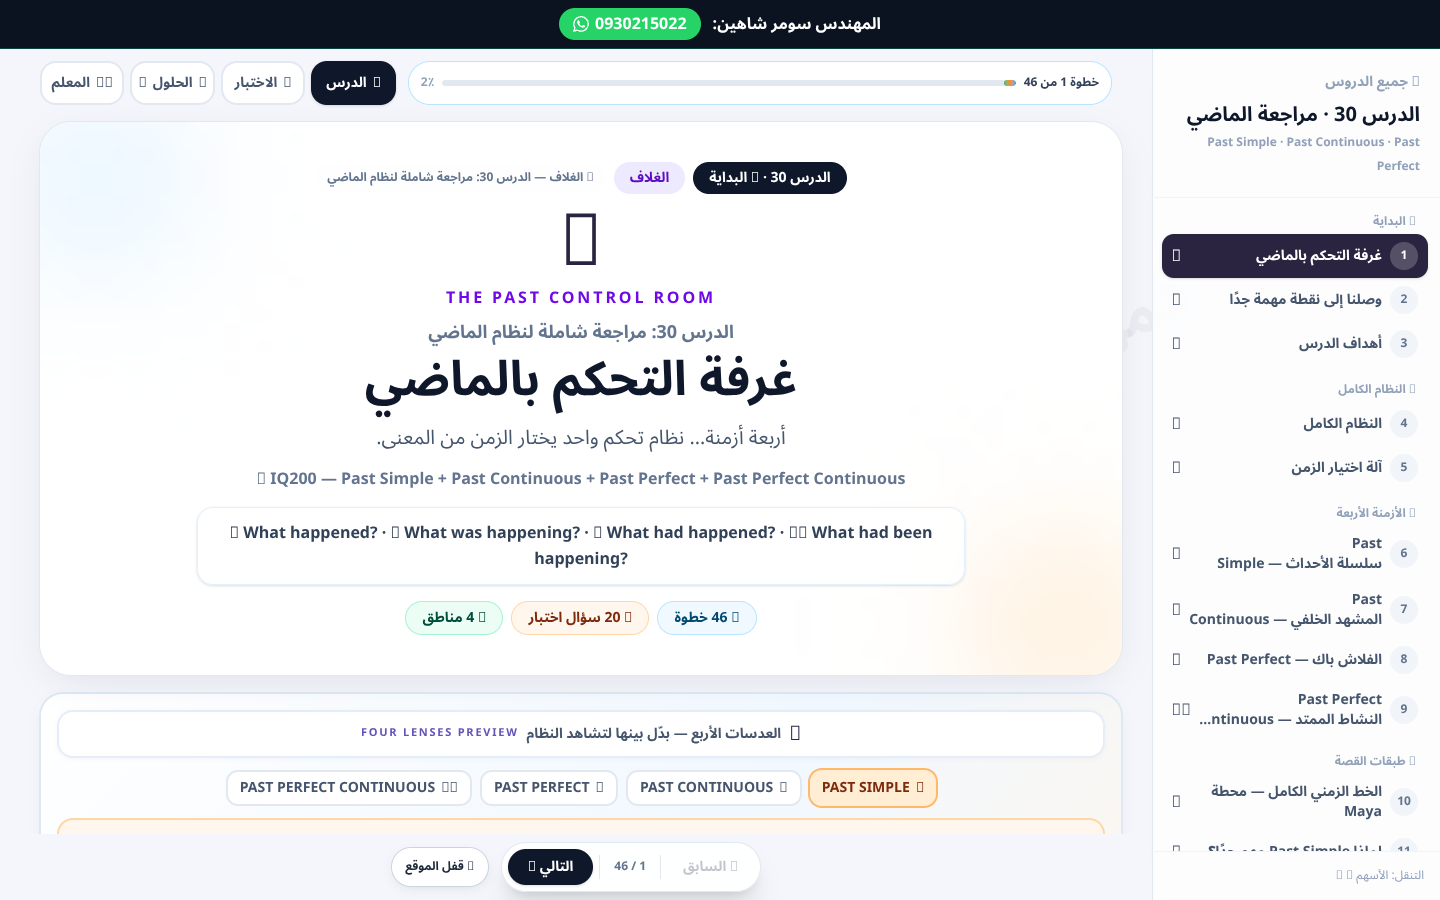 المهندس سومر شاهين: 0930215022
جميع الدروس
الدرس 30 · مراجعة الماضي
Past Simple · Past Continuous · Past
Perfect
البداية
1 غرفة التحكم بالماضي
2 وصلنا إلى نقطة مهمة جدًا
3 أهداف الدرس
النظام الكامل
4 النظام الكامل
5 آلة اختيار الزمن
الأزمنة الأربعة
6 Past
سلسلة الأحداث — Simple
7 Past
المشهد الخلفي — Continuous
8 الفلاش باك — Past Perfect
9 Past Perfect
النشاط الممتد — ntinuous...
طبقات القصة
10 الخط الزمني الكامل — محطة
Maya
11 لماذا Past Simple مهم جدًا؟
التنقل: الأسهم
خطوة 1 من 46 2٪
الدرس
الاختبار
الحلول
المعلم
الدرس 30 · البداية
الغلاف
الغلاف — الدرس 30: مراجعة شاملة لنظام الماضي
THE PAST CONTROL ROOM
الدرس 30: مراجعة شاملة لنظام الماضي
غرفة التحكم بالماضي
أربعة أزمنة... نظام تحكم واحد يختار الزمن من المعنى.
IQ200 — Past Simple + Past Continuous + Past Perfect + Past Perfect Continuous
What happened? · What was happening? · What had happened? · What had been
happening?
46 خطوة
20 سؤال اختبار
4 مناطق
العدسات الأربع — بدّل بينها لتشاهد النظام FOUR LENSES PREVIEW
PAST SIMPLE
PAST CONTINUOUS
PAST PERFECT
PAST PERFECT CONTINUOUS
السابق
46 / 1
التالي
قفل الموقع